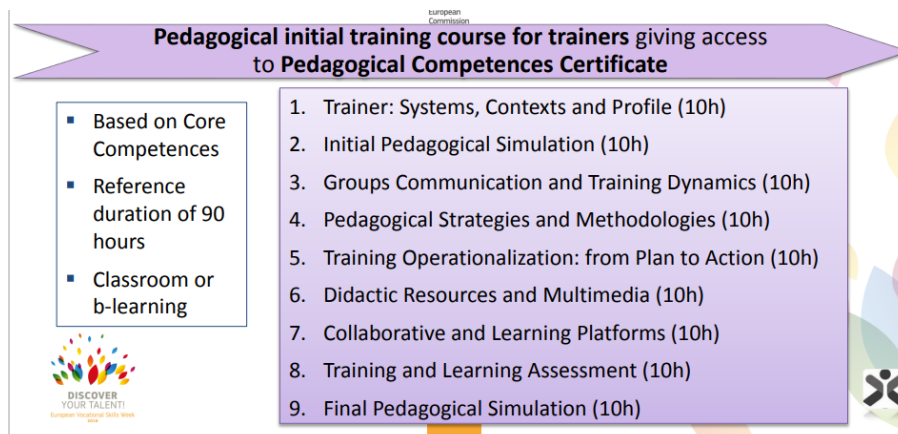 European
Commission
Pedagogical initial training course for trainers giving access
to Pedagogical Competences Certificate
▪ Based on Core
Competences
▪ Reference
duration of 90
hours
▪ Classroom or
b-learning
1. Trainer: Systems, Contexts and Profile (10h)
2. Initial Pedagogical Simulation (10h)
3. Groups Communication and Training Dynamics (10h)
4. Pedagogical Strategies and Methodologies (10h)
5. Training Operationalization: from Plan to Action (10h)
6. Didactic Resources and Multimedia (10h)
7. Collaborative and Learning Platforms (10h)
8. Training and Learning Assessment (10h)
9. Final Pedagogical Simulation (10h)
DISCOVER
YOUR TALENT!
European Vocational Skills Week